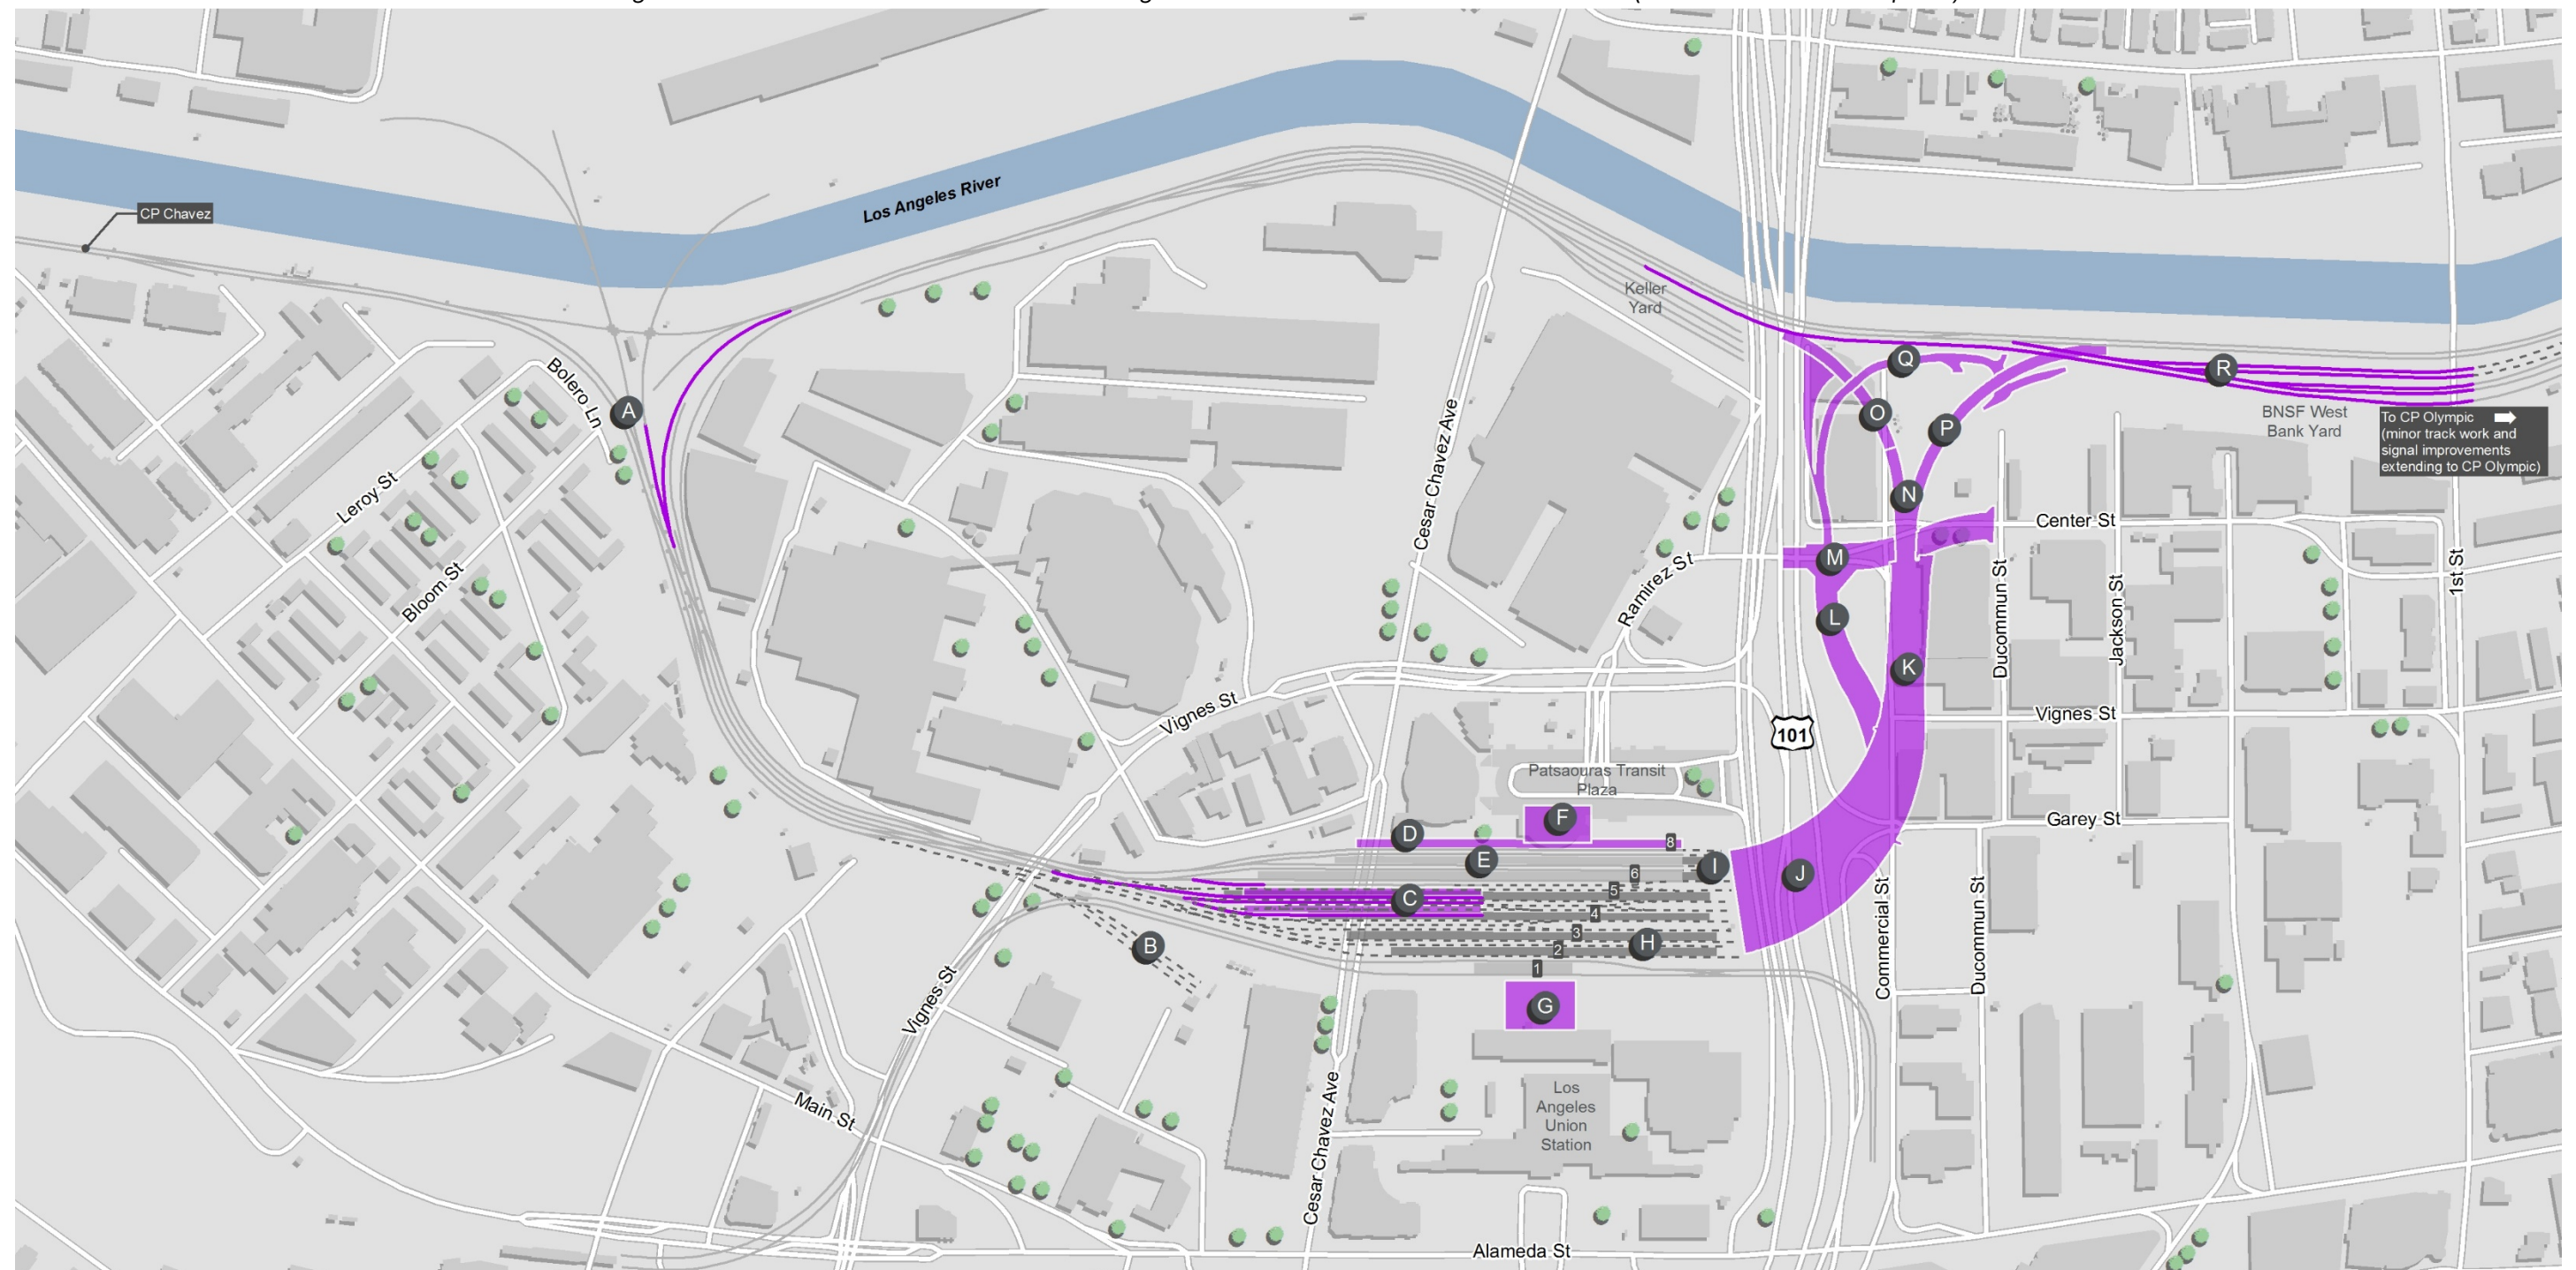 CP Chavez
Los Angeles River
Keller
Yard
Q
R
O
P
BNSF West
Bank Yard
To CP Olympic
(minor track work and
signal improvements
extending to CP Olympic)
A
Bolero Ln
Leroy St
Bloom St
Cesar Chavez Ave
Ramirez St
N
Center St
M
L
K
Ducommun St
Jackson St
1st St
Vignes St
Vignes St
101
Patsaouras Transit
Plaza
F
D
8
E
I
J
Garey St
6
5
C
4
3
2
H
B
1
G
Commercial St
Ducommun St
Vignes St
Main St
Cesar Chavez Ave
Los
Angeles
Union
Station
Alameda St